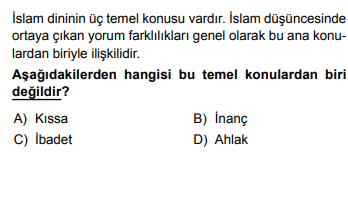 İslam dininin üç temel konusu vardır. İslam düşüncesinde
ortaya çıkan yorum farklılıkları genel olarak bu ana konu-
lardan biriyle ilişkilidir.
Aşağıdakilerden hangisi bu temel konulardan biri
değildir?
A) Kıssa B) İnanç
C) İbadet D) Ahlak